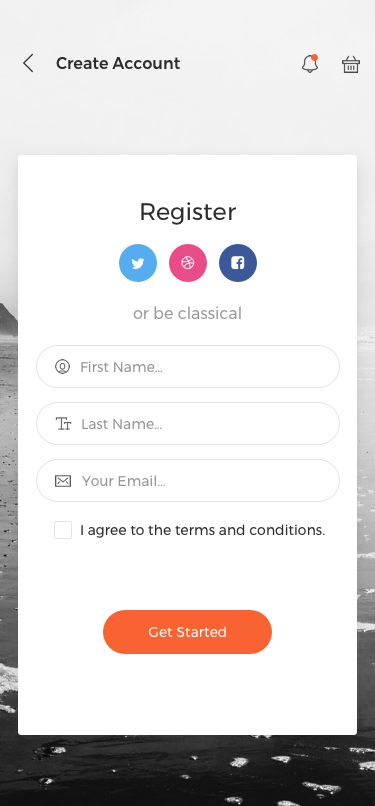 Create Account
Register
or be classical
First Name...
Last Name...
Your Email...
I agree to the terms and conditions.
Get Started